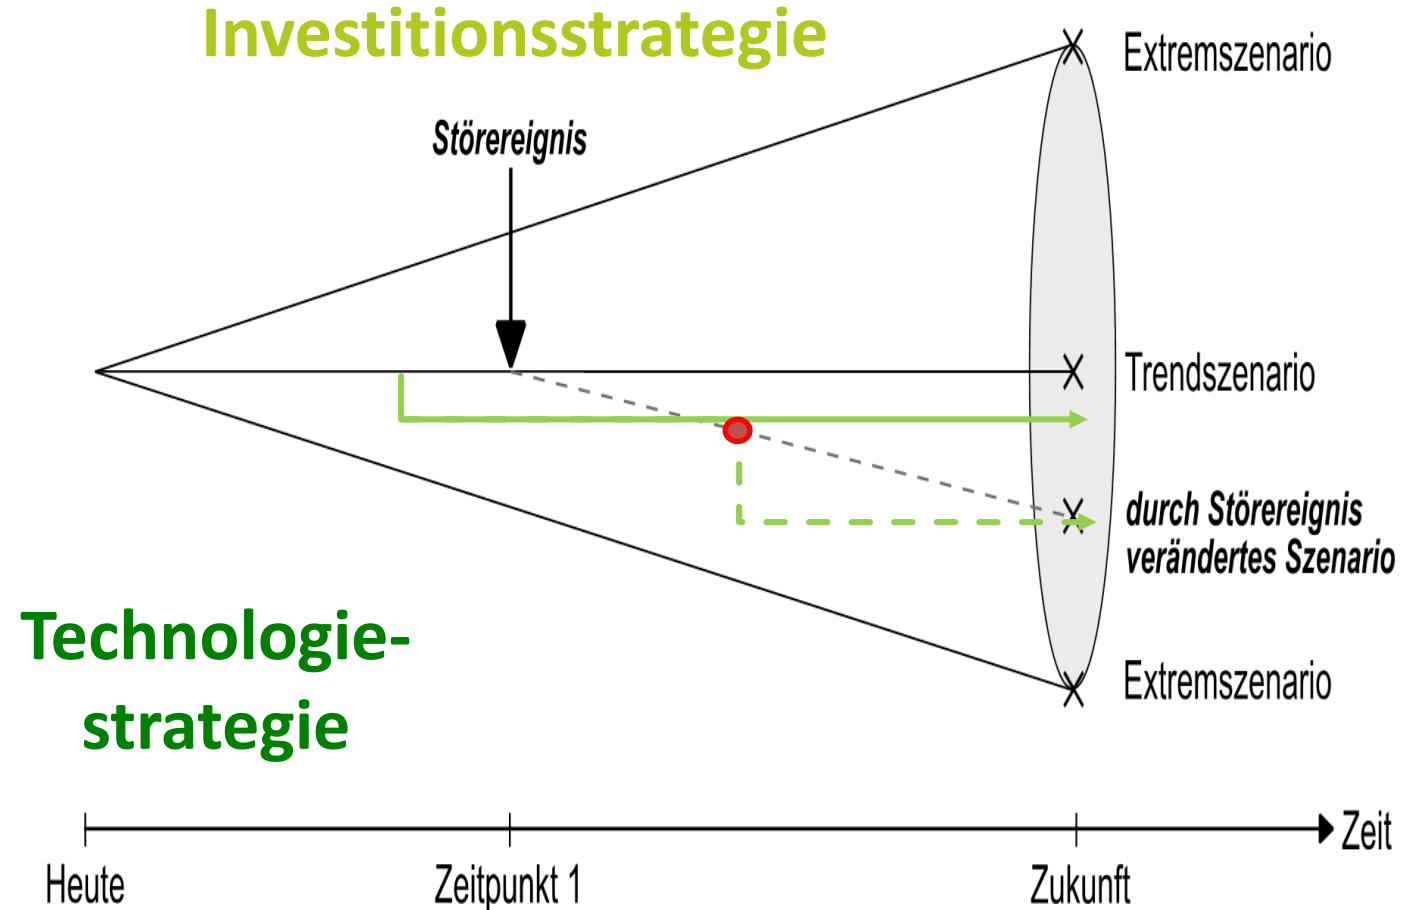 Investitionsstrategie
Extremszenario
Störereignis
Trendszenario
durch Störereignis
verändertes Szenario
Technologie-
strategie
Extremszenario
Zeit
Heute
Zeitpunkt 1
Zukunft